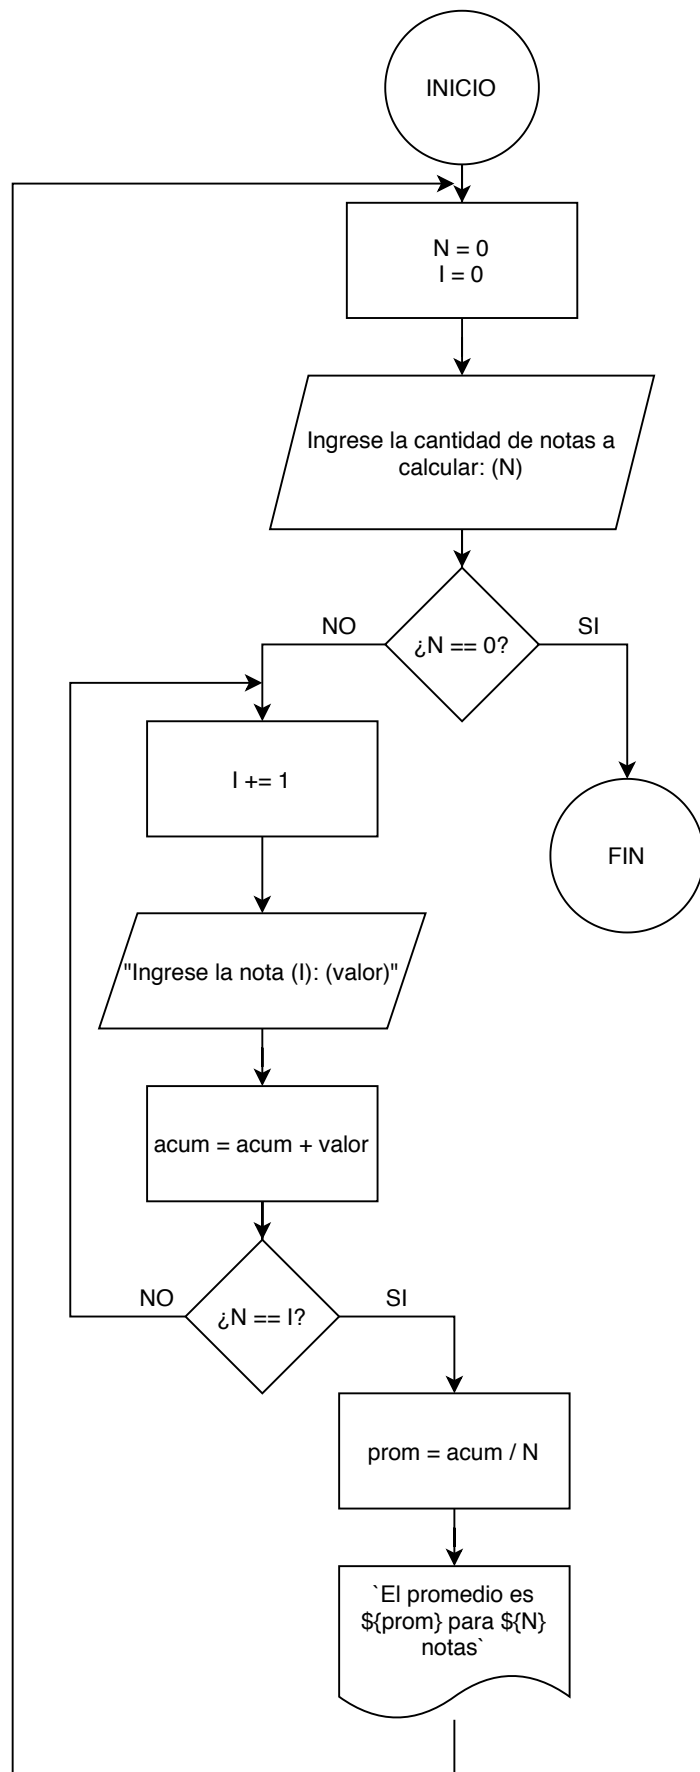 INICIO
N = 0
I = 0
Ingrese la cantidad de notas a
calcular: (N)
¿N == 0?
NO
SI
I += 1
FIN
"Ingrese la nota (I): (valor)"
acum = acum + valor
¿N == I?
NO
SI
prom = acum / N
`El promedio es
${prom} para ${N}
notas`